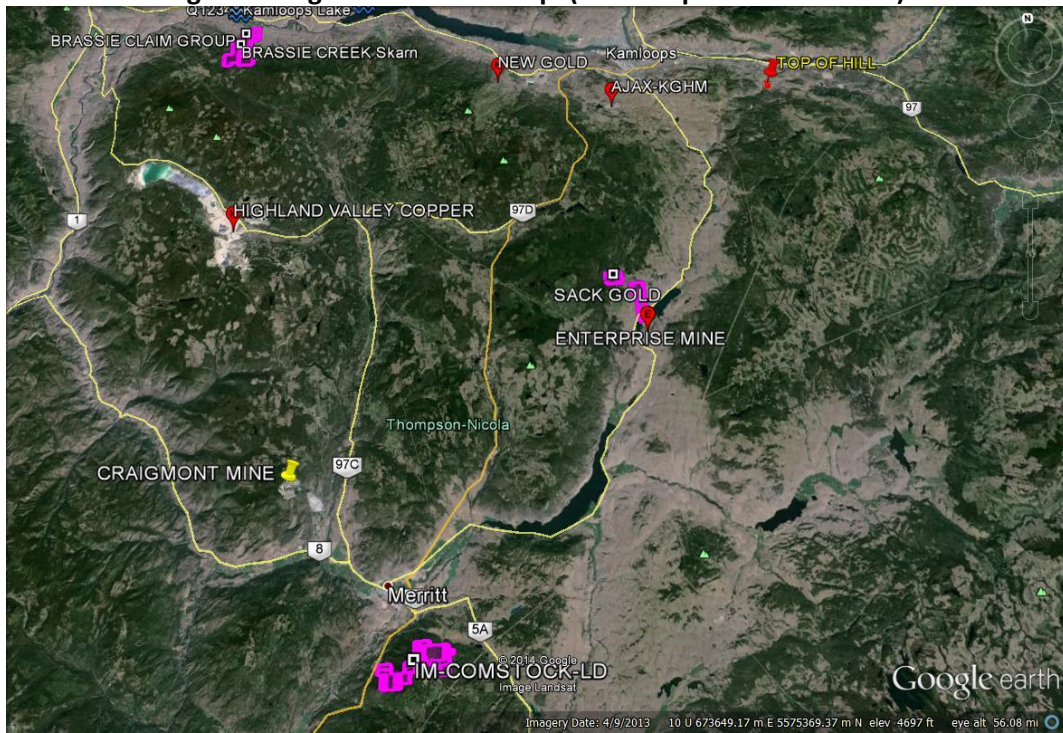 Q1234 Kamloops Lake
BRASSIE CLAIM GROUP
BRASSIE CREEK Skarn
NEW GOLD
Kamloops
TOP OF HILL
AJAX-KGHM
N
97
HIGHLAND VALLEY COPPER
97D
1
SACK GOLD
E
ENTERPRISE MINE
Thompson-Nicola
CRAIGMONT MINE
97C
8
Merritt
5A
IM-COMSTOCK-LD
© 2014 Google
Image Landsat
Google earth
Imagery Date: 4/9/2013 10 U 673649.17 m E 5575369.37 m N elev 4697 ft eye alt 56.08 mi